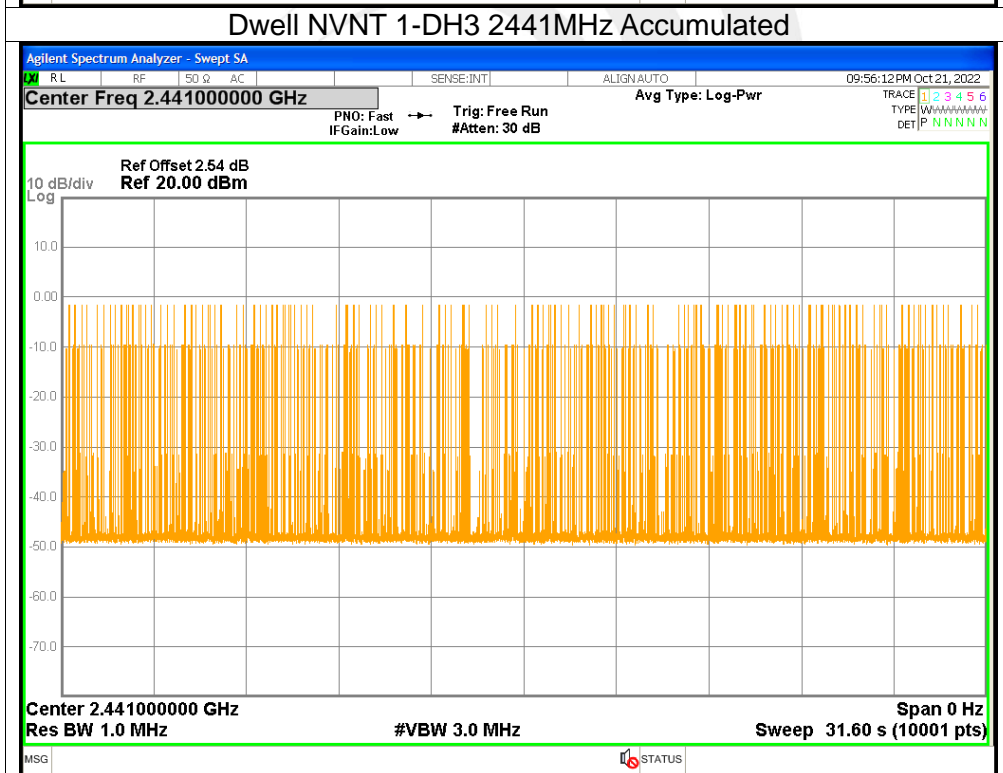 Dwell NVNT 1-DH3 2441MHz Accumulated
Agilent Spectrum Analyzer - Swept SA
LXI RL RF 50 Ω AC SENSE:INT ALIGN AUTO 09:56:12 PM Oct 21, 2022
Center Freq 2.441000000 GHz Avg Type: Log-Pwr TRACE 1 2 3 4 5 6
PNO: Fast Trig: Free Run TYPE W
IFGain:Low #Atten: 30 dB DET P N N N N N
Ref Offset 2.54 dB
10 dB/div Ref 20.00 dBm
Log
10.0
0.00
-10.0
-20.0
-30.0
-40.0
-50.0
-60.0
-70.0
Center 2.441000000 GHz Span 0 Hz
Res BW 1.0 MHz #VBW 3.0 MHz Sweep 31.60 s (10001 pts)
MSG STATUS